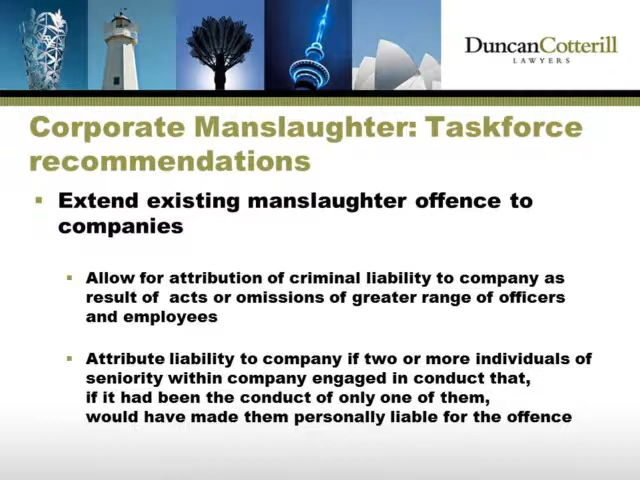 DuncanCotterill
LAWYERS
Corporate Manslaughter: Taskforce
recommendations
Extend existing manslaughter offence to
companies
Allow for attribution of criminal liability to company as
result of acts or omissions of greater range of officers
and employees
Attribute liability to company if two or more individuals of
seniority within company engaged in conduct that,
if it had been the conduct of only one of them,
would have made them personally liable for the offence